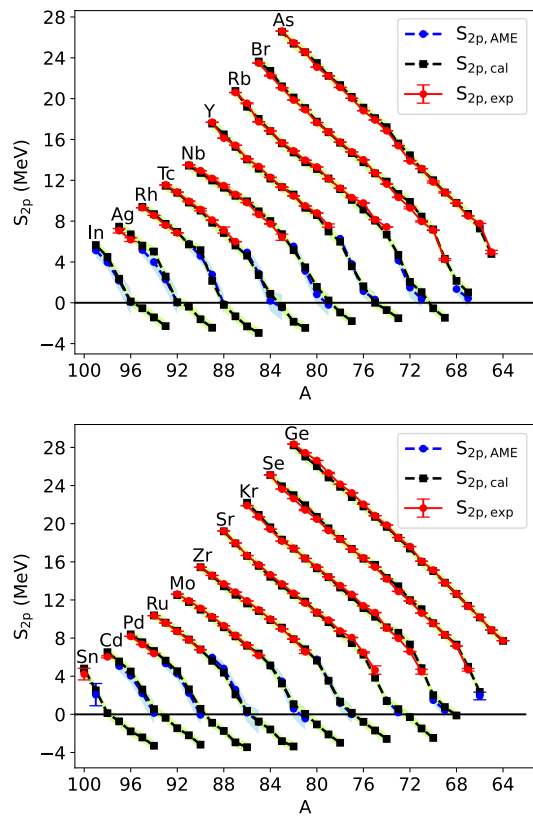 As
Br
Rb
Y
Nb
Tc
Rh
Ag
In
S2p, AME
S2p, cal
S2p, exp
28
24
20
16
12
8
4
0
−4
S2p (MeV)
100 96 92 88 84 80 76 72 68 64
A
Ge
Se
Kr
Sr
Zr
Mo
Ru
Pd
Cd
Sn
S2p, AME
S2p, cal
S2p, exp
28
24
20
16
12
8
4
0
−4
S2p (MeV)
100 96 92 88 84 80 76 72 68 64
A